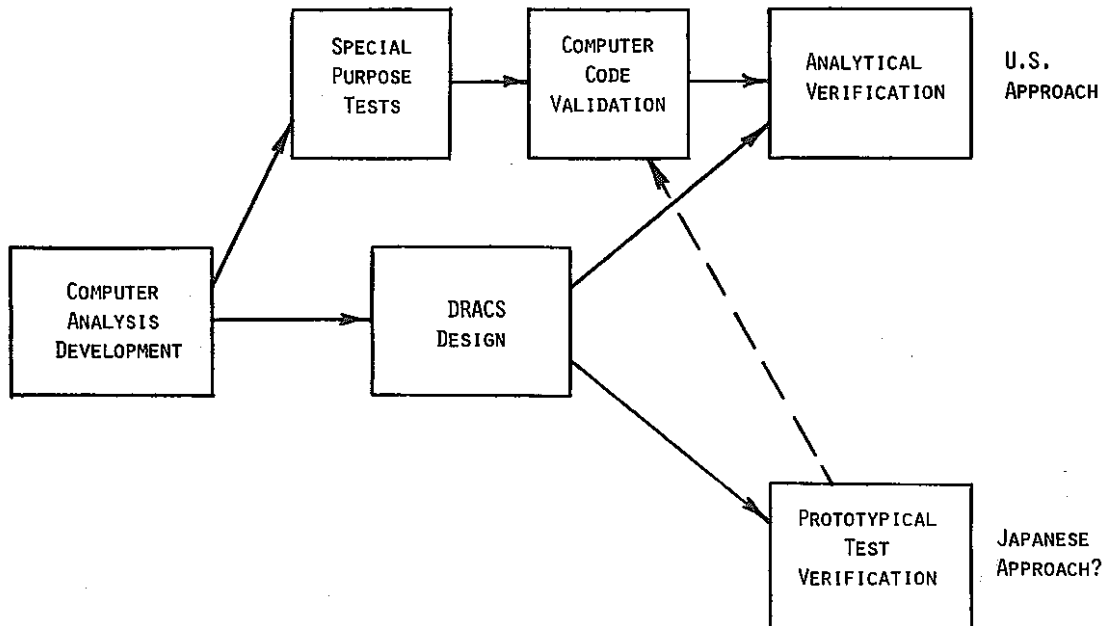 SPECIAL
PURPOSE
TESTS
COMPUTER
CODE
VALIDATION
ANALYTICAL
VERIFICATION
U.S.
APPROACH
COMPUTER
ANALYSIS
DEVELOPMENT
DRACS
DESIGN
PROTOTYPICAL
TEST
VERIFICATION
JAPANESE
APPROACH?